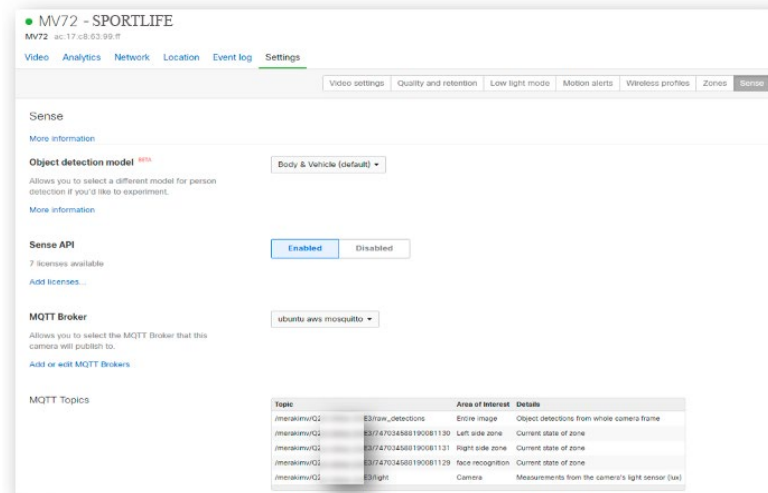 MV72 - SPORTLIFE
MV72 ac:17:c8:63:99:ff
Video Analytics Network Location Event log Settings
Video settings Quality and retention Low light mode Motion alerts Wireless profiles Zones Sense
Sense
More information
Object detection model BETA
Body & Vehicle (default)
Allows you to select a different model for person
detection if you'd like to experiment.
More information
Sense API
Enabled Disabled
7 licenses available
Add licenses...
MQTT Broker
ubuntu aws mosquitto
Allows you to select the MQTT Broker that this
camera will publish to.
Add or edit MQTT Brokers
MQTT Topics
Topic Area of Interest Details
/merakimv/Q2 E3/raw_detections Entire image Object detections from whole camera frame
/merakimv/Q2 E3/747034588190081130 Left side zone Current state of zone
/merakimv/Q2 E3/747034588190081131 Right side zone Current state of zone
/merakimv/Q2 E3/747034588190081129 face recognition Current state of zone
/merakimv/Q2 E3/light Camera Measurements from the camera's light sensor (lux)